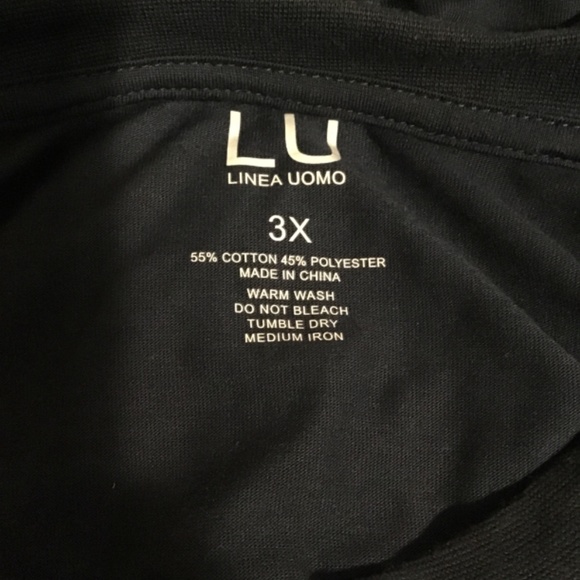 LU
LINEA UOMO
3X
55% COTTON 45% POLYESTER
MADE IN CHINA
WARM WASH
DO NOT BLEACH
TUMBLE DRY
MEDIUM IRON